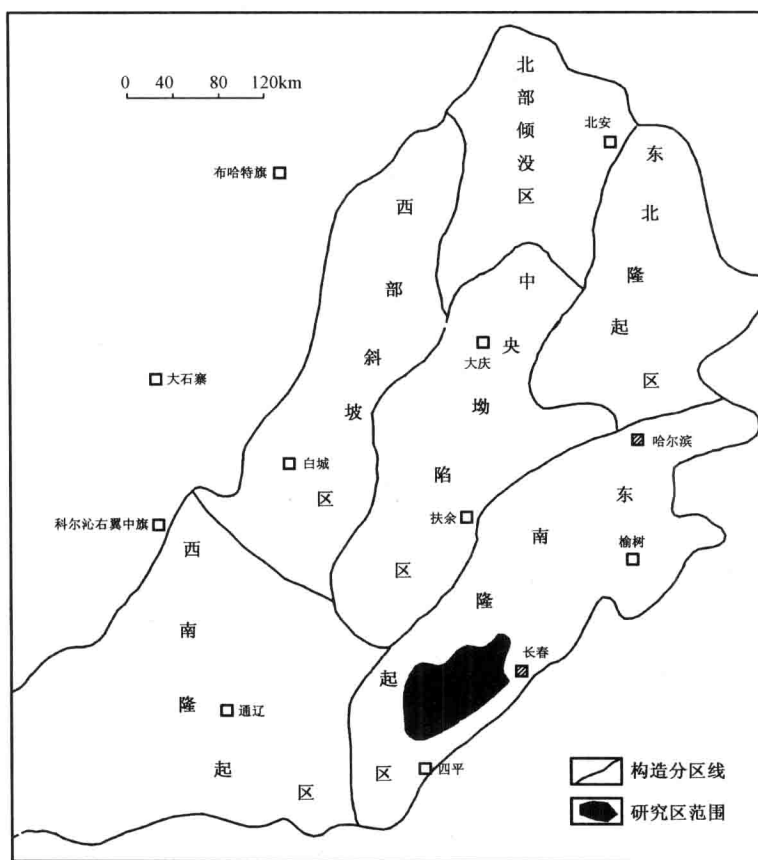 0 40 80 120km
北部倾没区
北安
布哈特旗
西部斜坡区
东北隆起区
中央坳陷区
大庆
大石寨
哈尔滨
白城
扶余
科尔沁右翼中旗
东南隆起区
榆树
西南隆起区
长春
通辽
四平
构造分区线
研究区范围